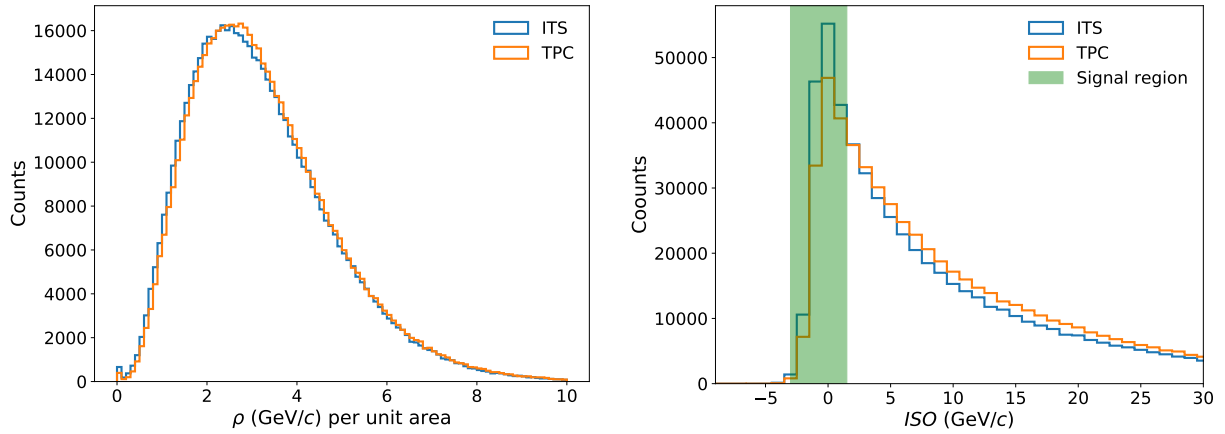 16000
14000
12000
10000
8000
6000
4000
2000
0
Counts
0 2 4 6 8 10
ρ (GeV/c) per unit area
ITS
TPC
50000
40000
30000
20000
10000
0
Coounts
−5 0 5 10 15 20 25 30
ISO (GeV/c)
ITS
TPC
Signal region